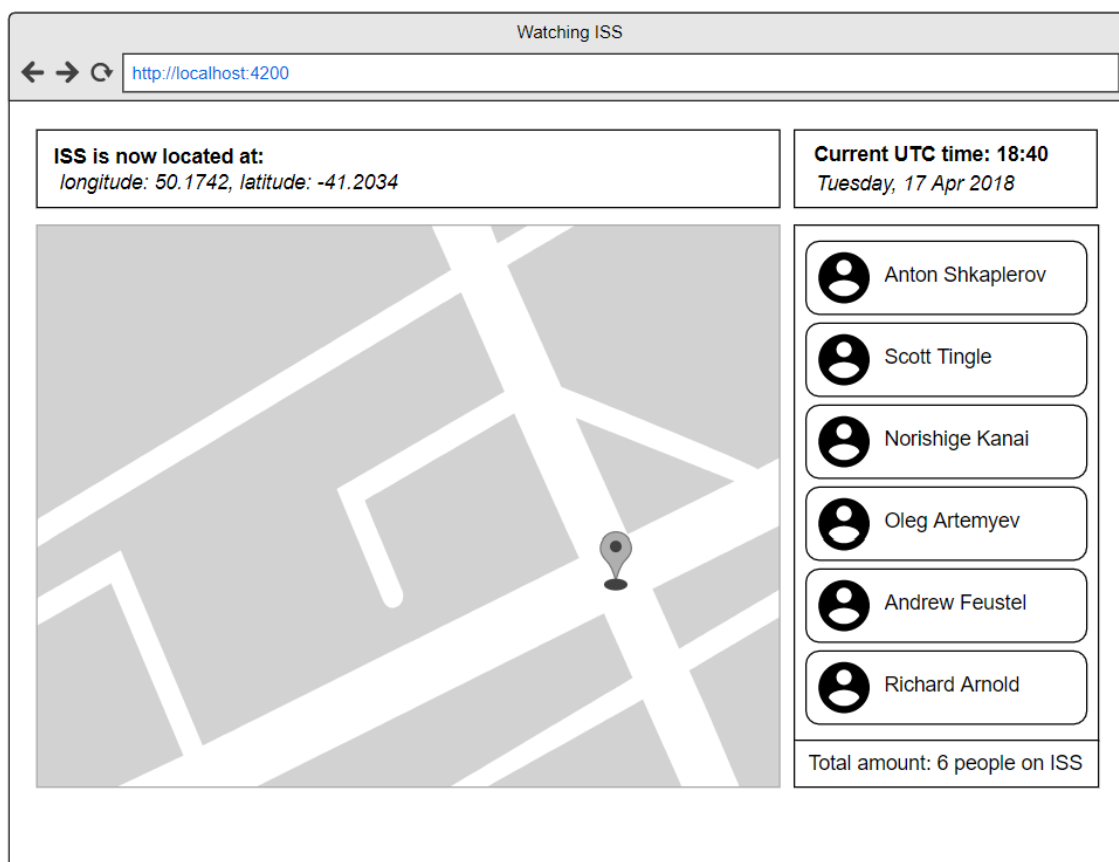 Watching ISS
http://localhost:4200
ISS is now located at:
longitude: 50.1742, latitude: -41.2034
Current UTC time: 18:40
Tuesday, 17 Apr 2018
Anton Shkaplerov
Scott Tingle
Norishige Kanai
Oleg Artemyev
Andrew Feustel
Richard Arnold
Total amount: 6 people on ISS